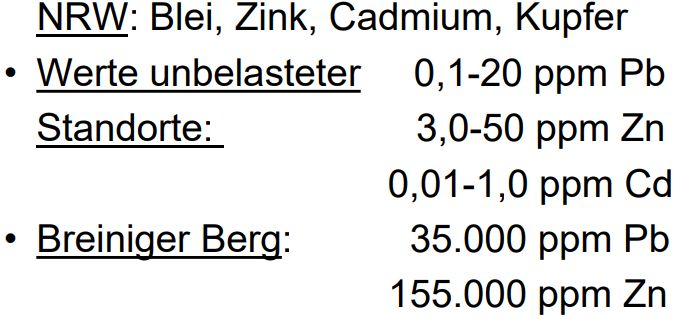 NRW: Blei, Zink, Cadmium, Kupfer
• Werte unbelasteter 0,1-20 ppm Pb
Standorte: 3,0-50 ppm Zn
0,01-1,0 ppm Cd
• Breiniger Berg: 35.000 ppm Pb
155.000 ppm Zn